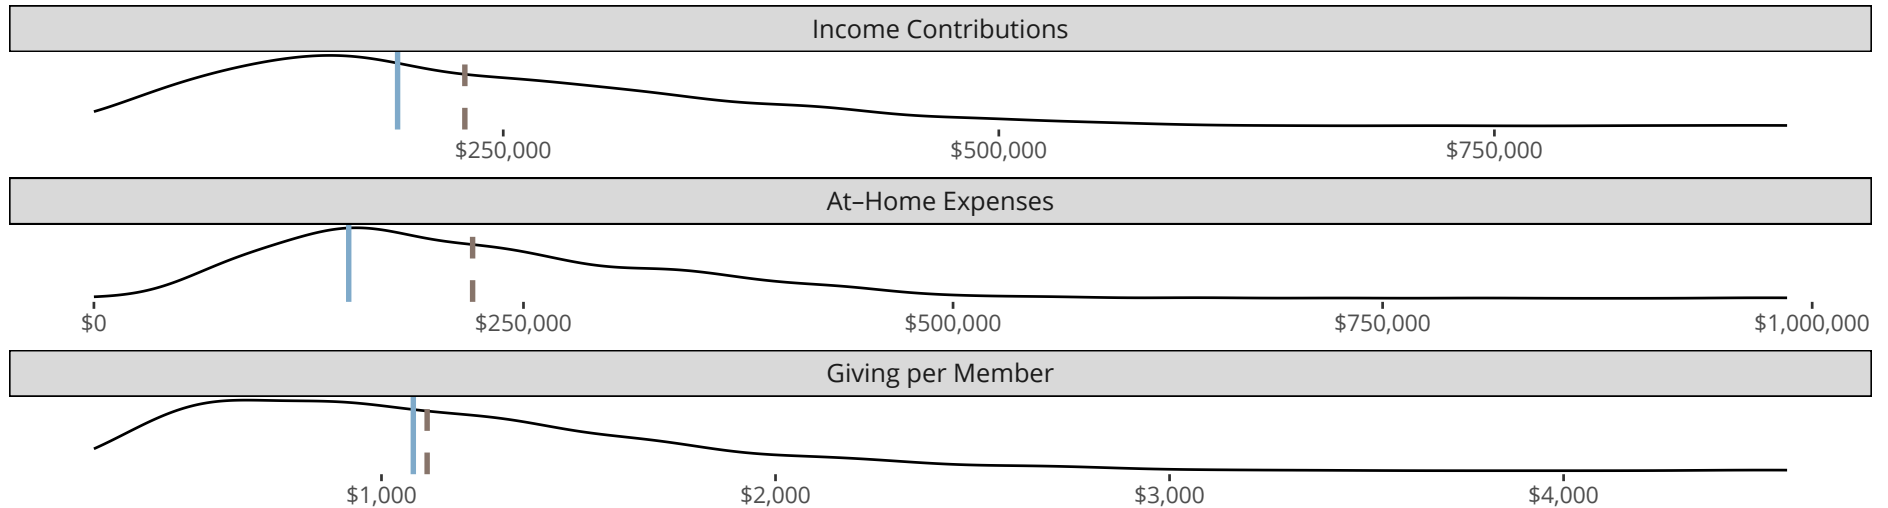 Income Contributions
$250,000 $500,000 $750,000
At–Home Expenses
$0 $250,000 $500,000 $750,000 $1,000,000
Giving per Member
$1,000 $2,000 $3,000 $4,000